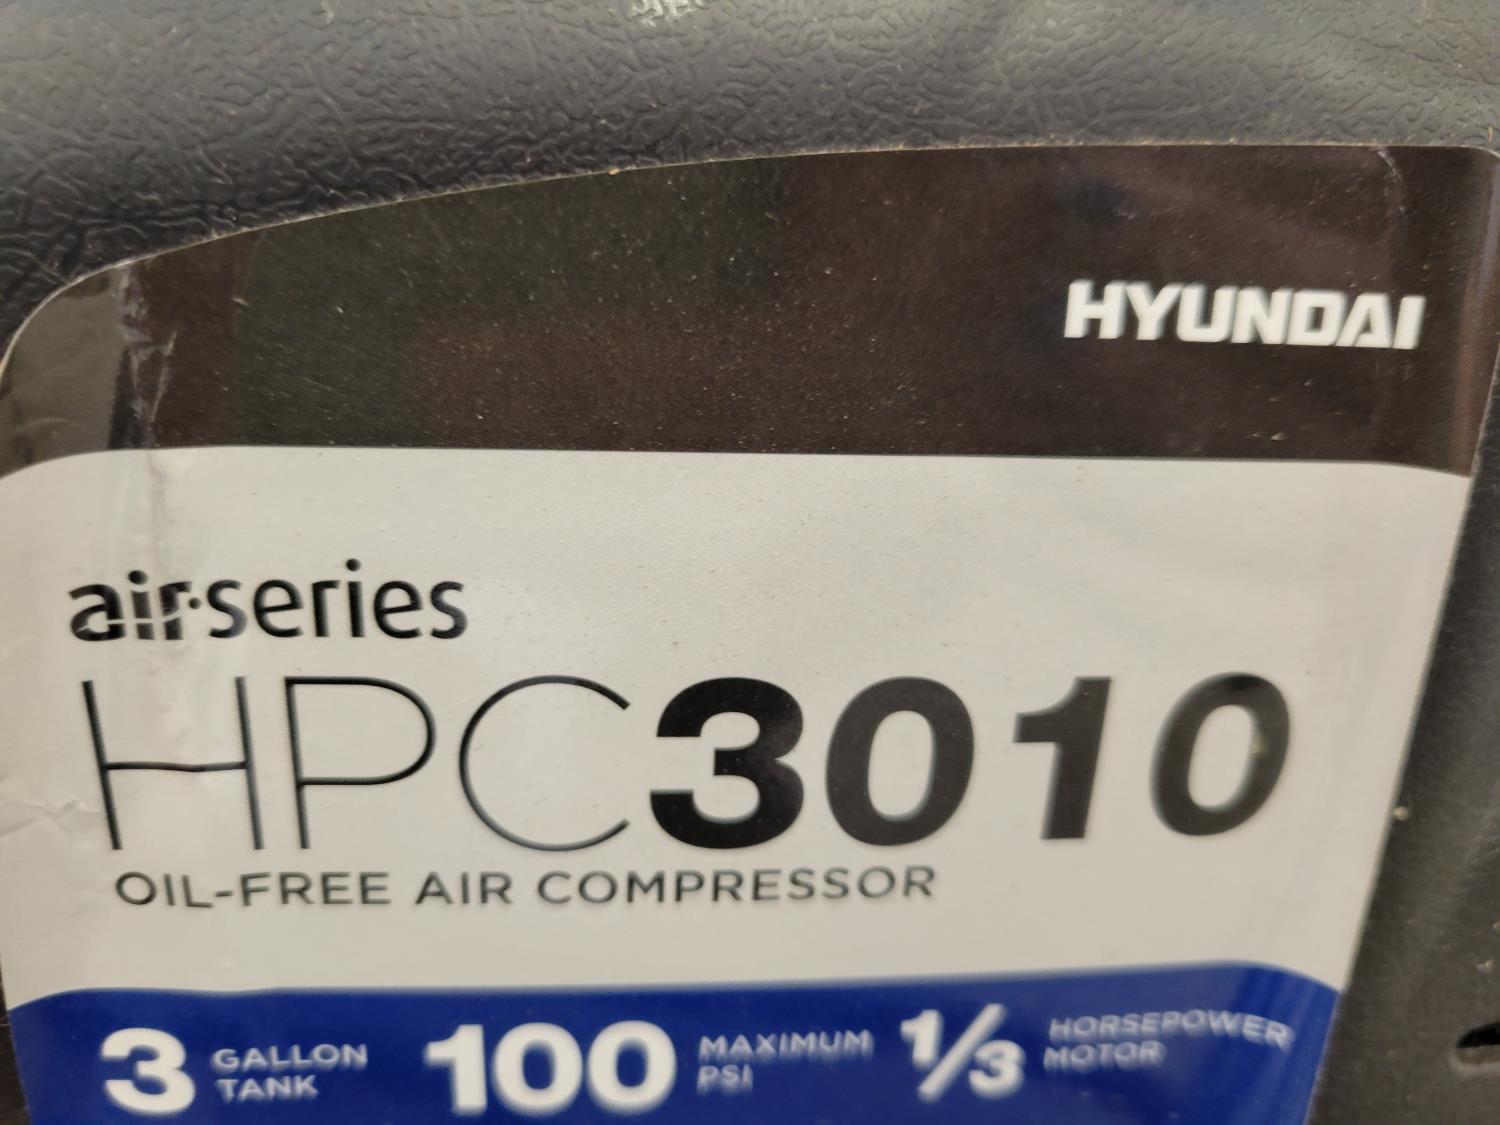 HYUNDAI
air·series
HPC3010
OIL-FREE AIR COMPRESSOR
3 GALLON TANK 100 MAXIMUM PSI 1/3 HORSEPOWER MOTOR